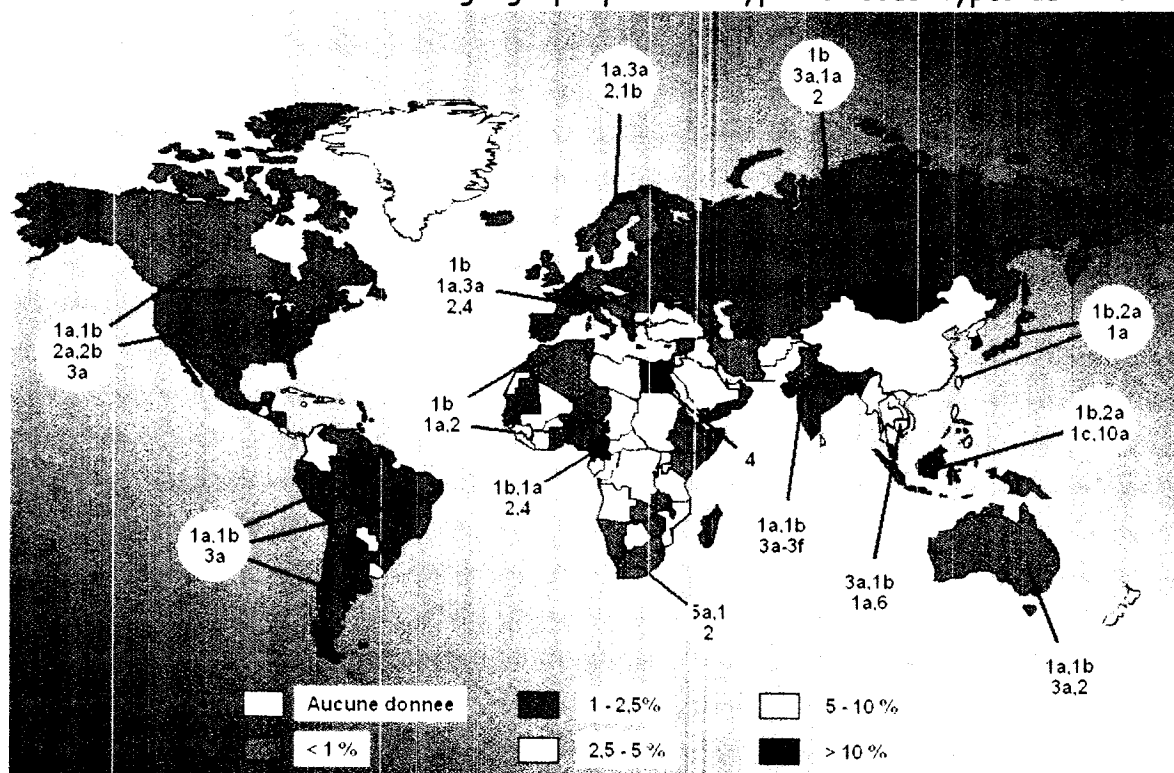 1a,3a
2,1b
1b
3a,1a
2
1b
1a,3a
2,4
1a,1b
2a,2b
3a
1b,2a
1a
1b
1a,2
1b,2a
1c,10a
4
1b,1a
2,4
1a,1b
3a-3f
1a,1b
3a
3a,1b
1a,6
5a,1
2
1a,1b
3a,2
Aucune donnee
1 - 2,5%
5 - 10 %
< 1 %
2,5 - 5 %
> 10 %